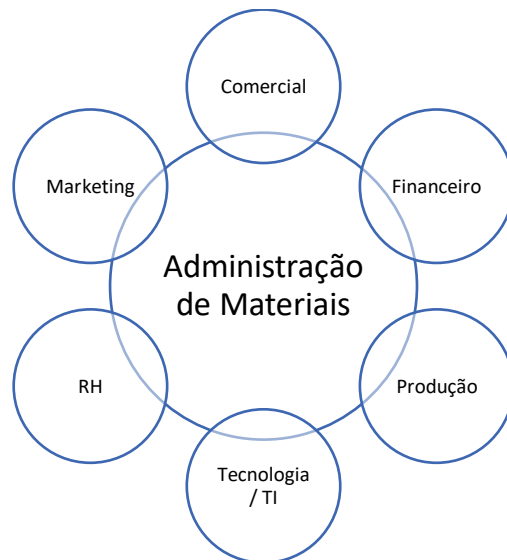 Comercial
Marketing
Financeiro
Administração
de Materiais
RH
Produção
Tecnologia
/ TI